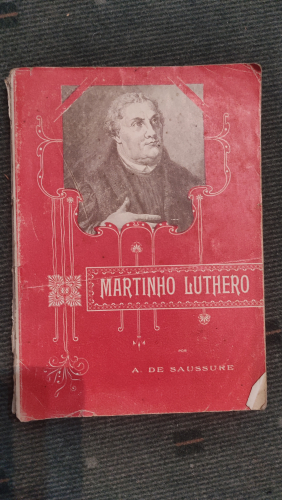 MARTINHO LUTHERO
POR
A. DE SAUSSURE